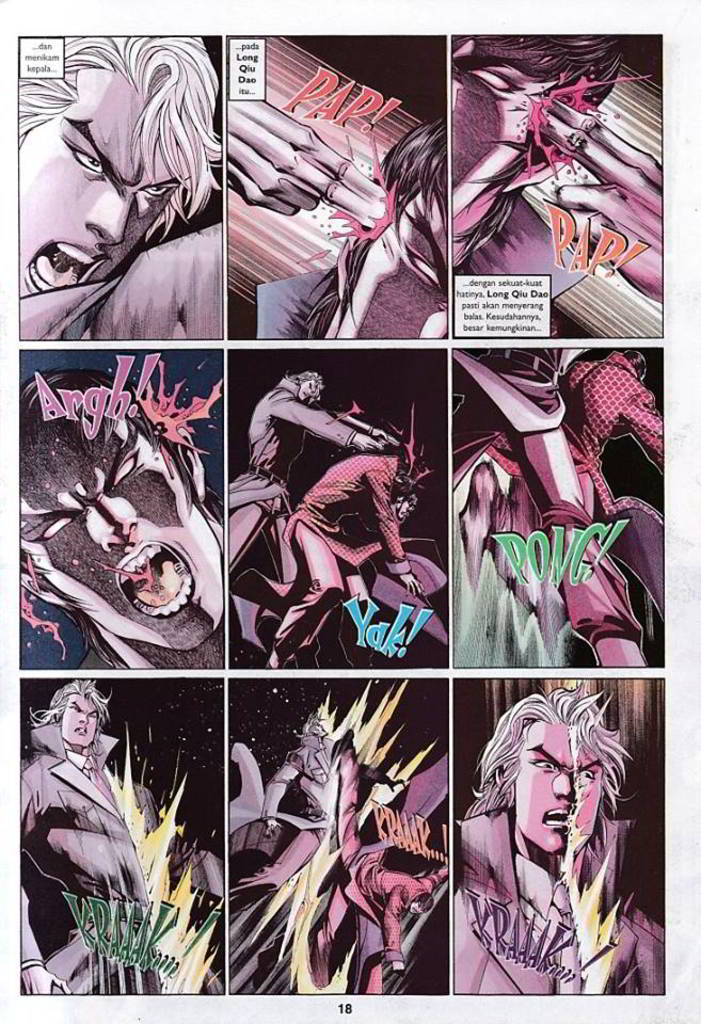 ...dan
menikam
kepala...
...pada
Long
Qiu
Dao
itu...
PAP!
PAP!
...dengan sekuat-kuat
hatinya, Long Qiu Dao
pasti akan menyerang
balas. Kesudahannya,
besar kemungkinan...
Argh!
Yak!
PONG!
KRAAAK...!
KRAAAK...!
KRAAAK...!
18